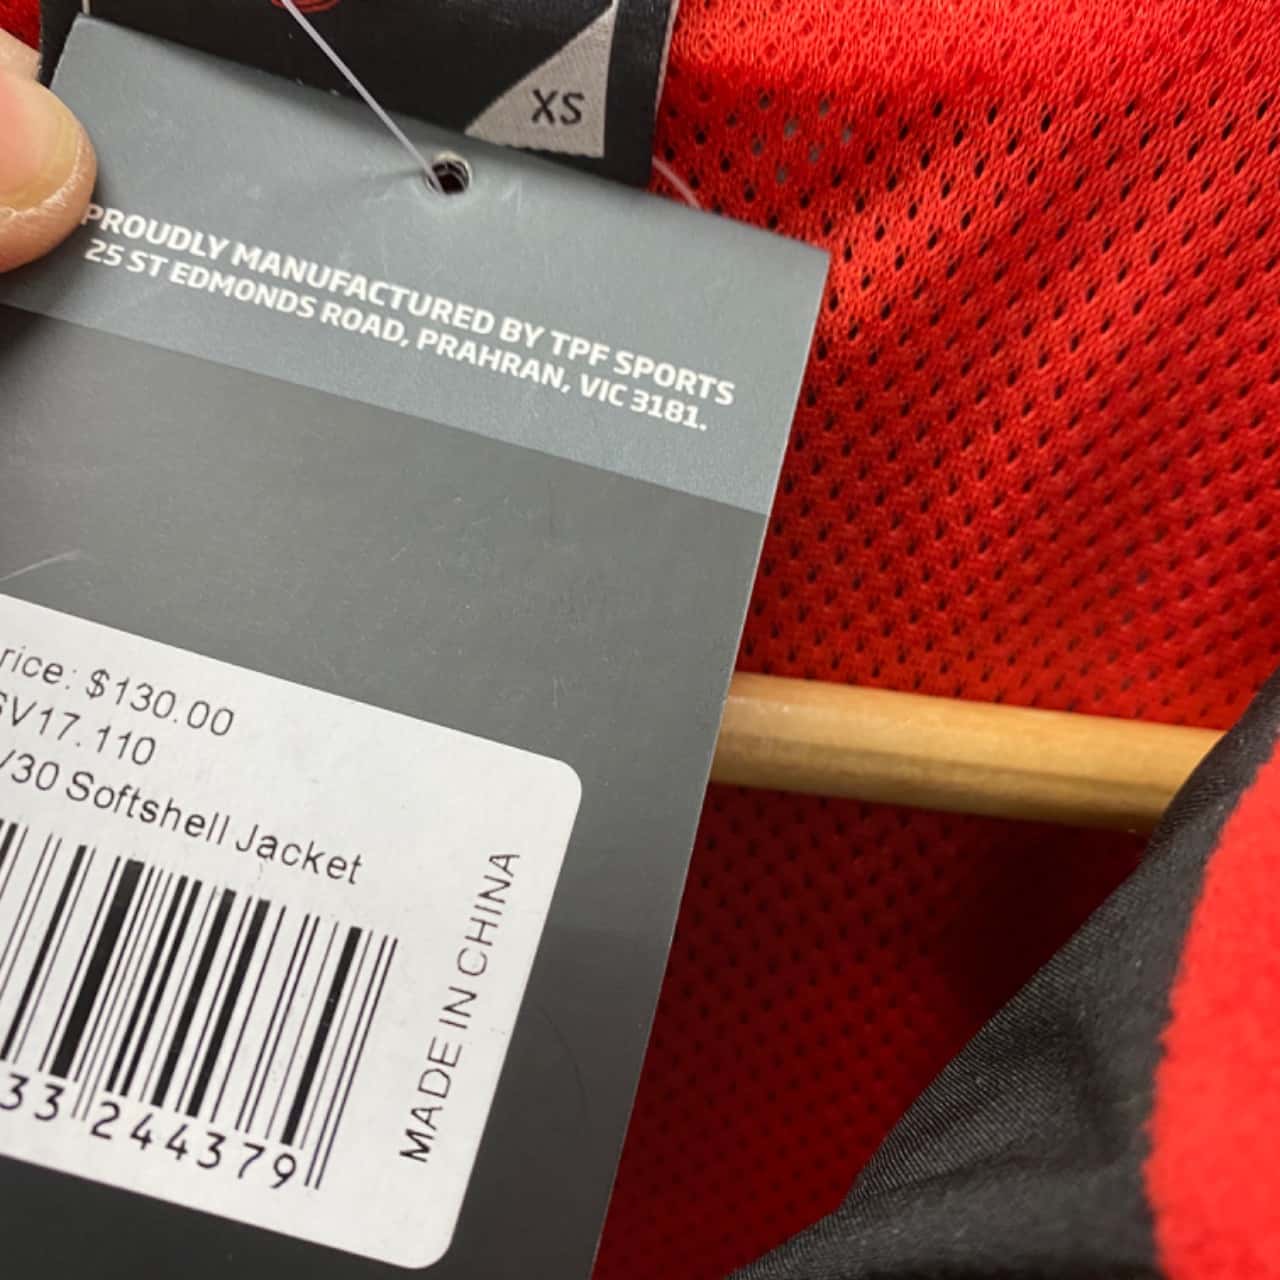 XS
PROUDLY MANUFACTURED BY TPF SPORTS
25 ST EDMONDS ROAD, PRAHRAN, VIC 3181.
rice: $130.00
SV17.110
/30 Softshell Jacket
MADE IN CHINA
33 244379